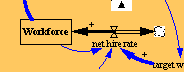 +
Workforce
net hire rate
+
target w